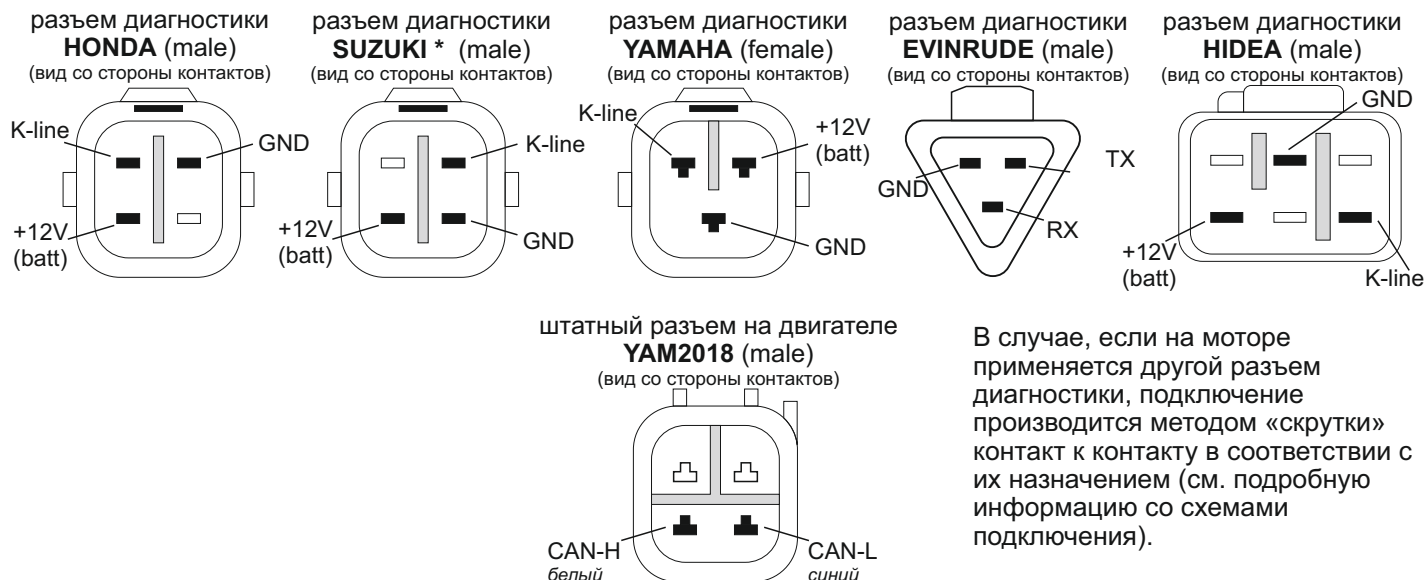 разъем диагностики
HONDA (male)
(вид со стороны контактов)
K-line
GND
+12V
(batt)
разъем диагностики
SUZUKI * (male)
(вид со стороны контактов)
K-line
+12V
(batt)
GND
разъем диагностики
YAMAHA (female)
(вид со стороны контактов)
K-line
+12V
(batt)
GND
разъем диагностики
EVINRUDE (male)
(вид со стороны контактов)
TX
GND
RX
разъем диагностики
HIDEA (male)
(вид со стороны контактов)
GND
+12V
(batt)
K-line
штатный разъем на двигателе
YAM2018 (male)
(вид со стороны контактов)
CAN-H
белый
CAN-L
синий
В случае, если на моторе
применяется другой разъем
диагностики, подключение
производится методом «скрутки»
контакт к контакту в соответствии с
их назначением (см. подробную
информацию со схемами
подключения).